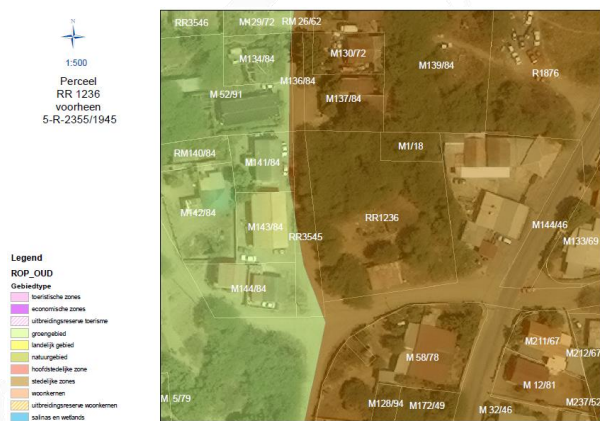 1:500
Perceel
RR 1236
voorheen
5-R-2355/1945
Legend
ROP_OUD
Gebiedtype
toeristische zones
economische zones
uitbreidingsreserve toerisme
groengebied
landelijk gebied
natuurgebied
hoofdstedelijke zone
stedelijke zones
woonkernen
uitbreidingsreserve woonkernen
salinas en wetlands
RR3546
M129/72
RM 26/62
M134/84
M130/72
M139/84
R1876
M136/84
M 52/91
M137/84
RM140/84
M141/84
M1/18
M142/84
M143/84
RR1236
M144/46
RR3545
M133/69
M144/84
M 58/78
M211/67
M212/67
M 12/81
M 5/79
M128/94
M172/49
M 32/46
M237/52